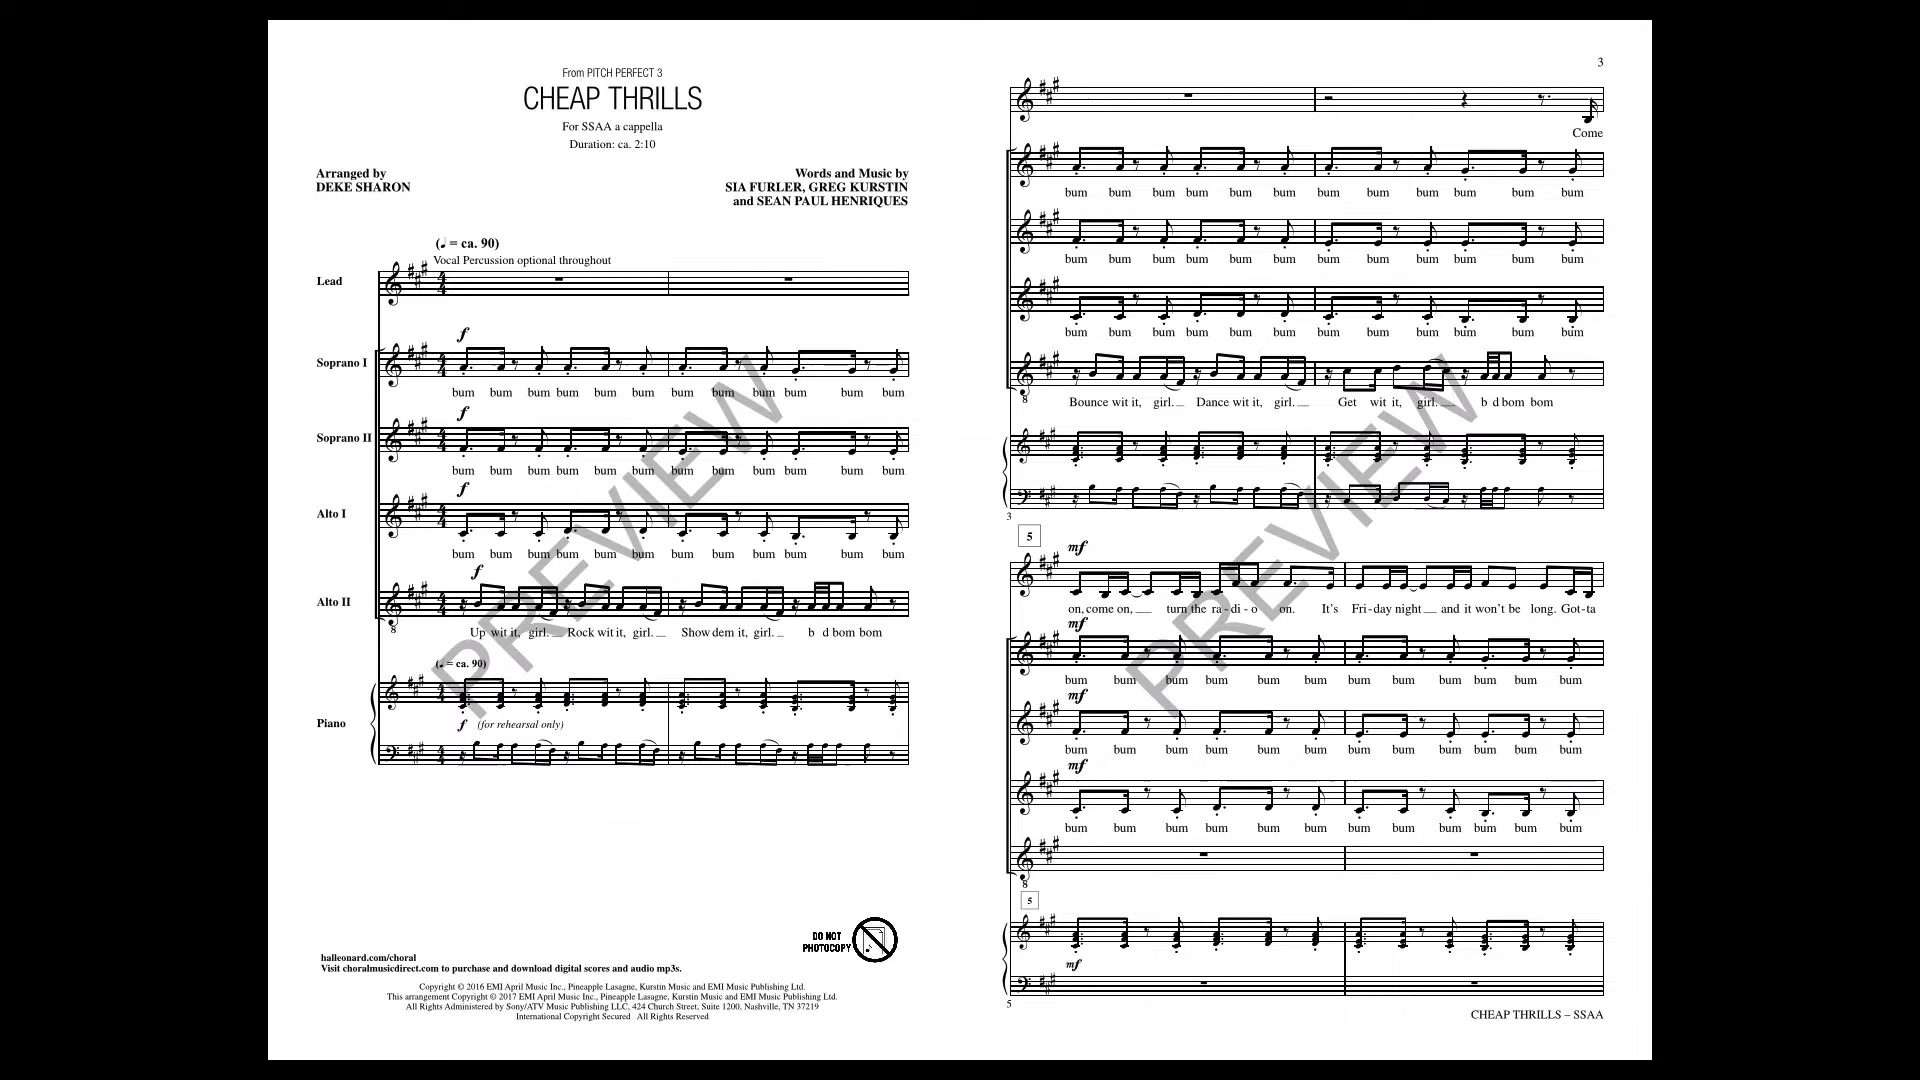 From PITCH PERFECT 3
CHEAP THRILLS
For SSAA a cappella
Duration: ca. 2:10
Arranged by
DEKE SHARON
Words and Music by
SIA FURLER, GREG KURSTIN
and SEAN PAUL HENRIQUES
(♩ = ca. 90)
Vocal Percussion optional throughout
Lead
f
Soprano I
bum bum bum bum bum bum bum bum bum bum bum bum
f
Soprano II
bum bum bum bum bum bum bum bum bum bum bum bum
f
Alto I
bum bum bum bum bum bum bum bum bum bum bum bum
f
Alto II
8
Up wit it, girl. Rock wit it, girl. Show dem it, girl. b d bom bom
(♩ = ca. 90)
Piano
f (for rehearsal only)
DO NOT
PHOTOCOPY
halleonard.com/choral
Visit choralmusicdirect.com to purchase and download digital scores and audio mp3s.
Copyright © 2016 EMI April Music Inc., Pineapple Lasagne, Kurstin Music and EMI Music Publishing Ltd.
This arrangement Copyright © 2017 EMI April Music Inc., Pineapple Lasagne, Kurstin Music and EMI Music Publishing Ltd.
All Rights Administered by Sony/ATV Music Publishing LLC, 424 Church Street, Suite 1200, Nashville, TN 37219
International Copyright Secured All Rights Reserved
PREVIEW
3
Come
bum bum bum bum bum bum bum bum bum bum bum bum
bum bum bum bum bum bum bum bum bum bum bum bum
bum bum bum bum bum bum bum bum bum bum bum bum
8
Bounce wit it, girl. Dance wit it, girl. Get wit it, girl. b d bom bom
3
5
mf
on, come on, turn the ra - di - o on. It's Fri - day night and it won't be long. Got - ta
mf
bum bum bum bum bum bum bum bum bum bum bum bum
mf
bum bum bum bum bum bum bum bum bum bum bum bum
mf
bum bum bum bum bum bum bum bum bum bum bum bum
8
5
mf
5
CHEAP THRILLS – SSAA
PREVIEW